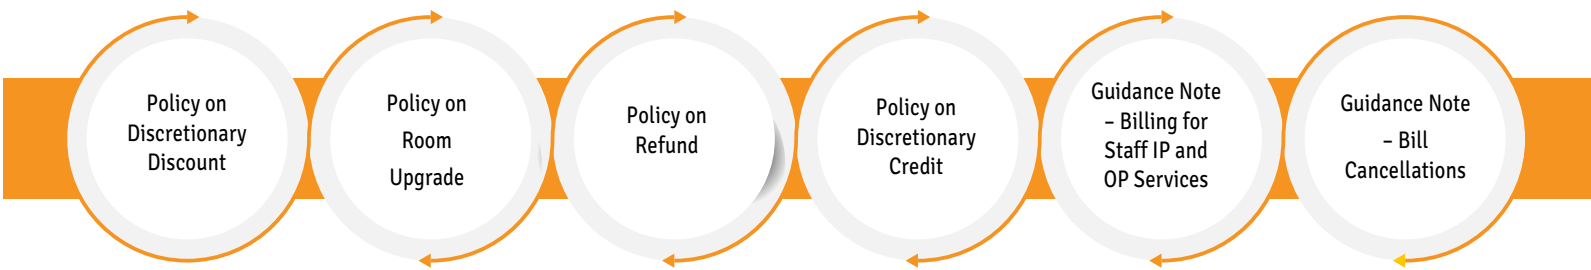 Policy on
Discretionary
Discount
Policy on
Room
Upgrade
Policy on
Refund
Policy on
Discretionary
Credit
Guidance Note
– Billing for
Staff IP and
OP Services
Guidance Note
– Bill
Cancellations